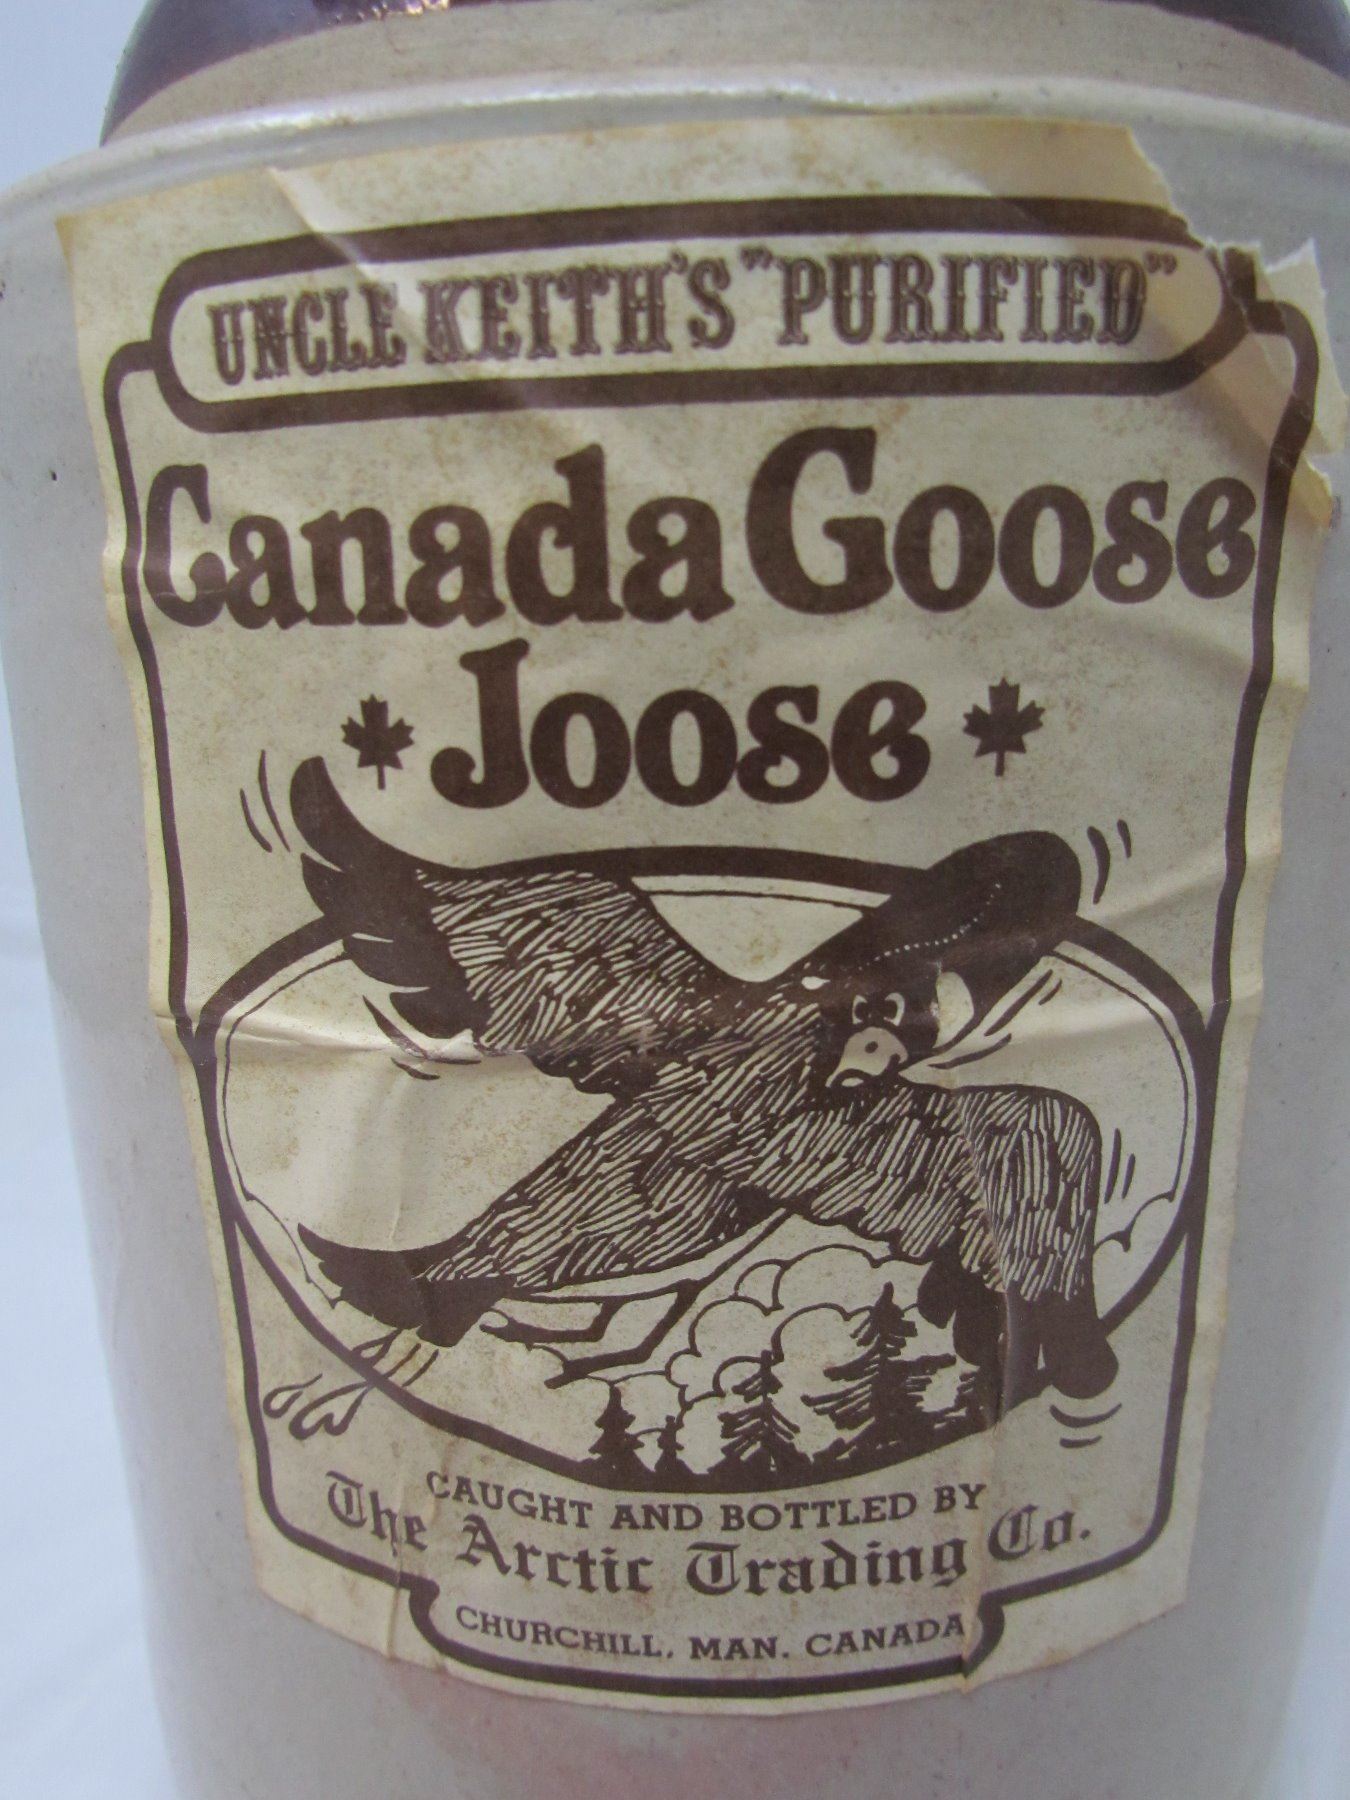 UNCLE KEITH'S "PURIFIED"
Canada Goose
Joose
CAUGHT AND BOTTLED BY
The Arctic Trading Co.
CHURCHILL, MAN. CANADA